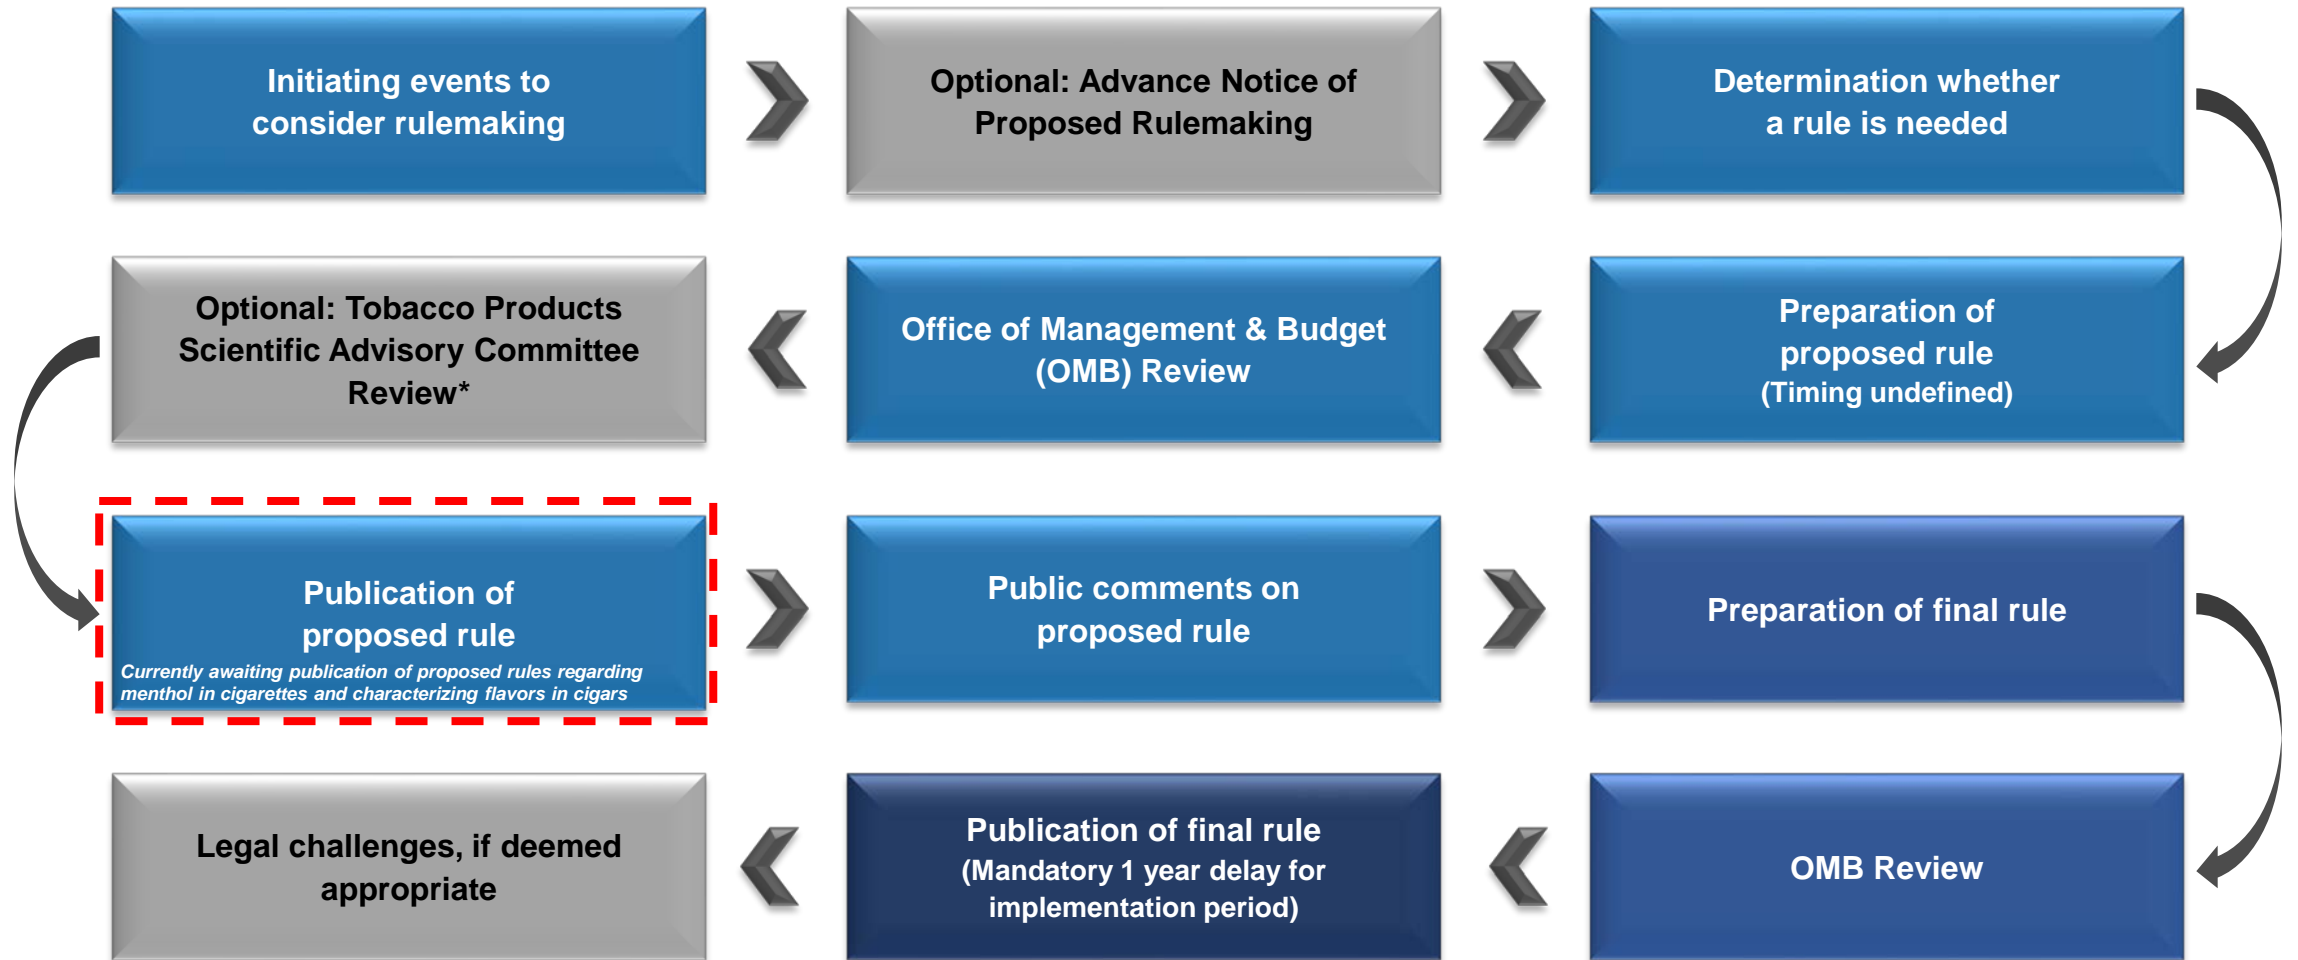 Initiating events to
consider rulemaking
Optional: Advance Notice of
Proposed Rulemaking
Determination whether
a rule is needed
Preparation of
proposed rule
(Timing undefined)
Office of Management & Budget
(OMB) Review
Optional: Tobacco Products
Scientific Advisory Committee
Review*
Publication of
proposed rule
Currently awaiting publication of proposed rules regarding
menthol in cigarettes and characterizing flavors in cigars
Public comments on
proposed rule
Preparation of final rule
OMB Review
Publication of final rule
(Mandatory 1 year delay for
implementation period)
Legal challenges, if deemed
appropriate